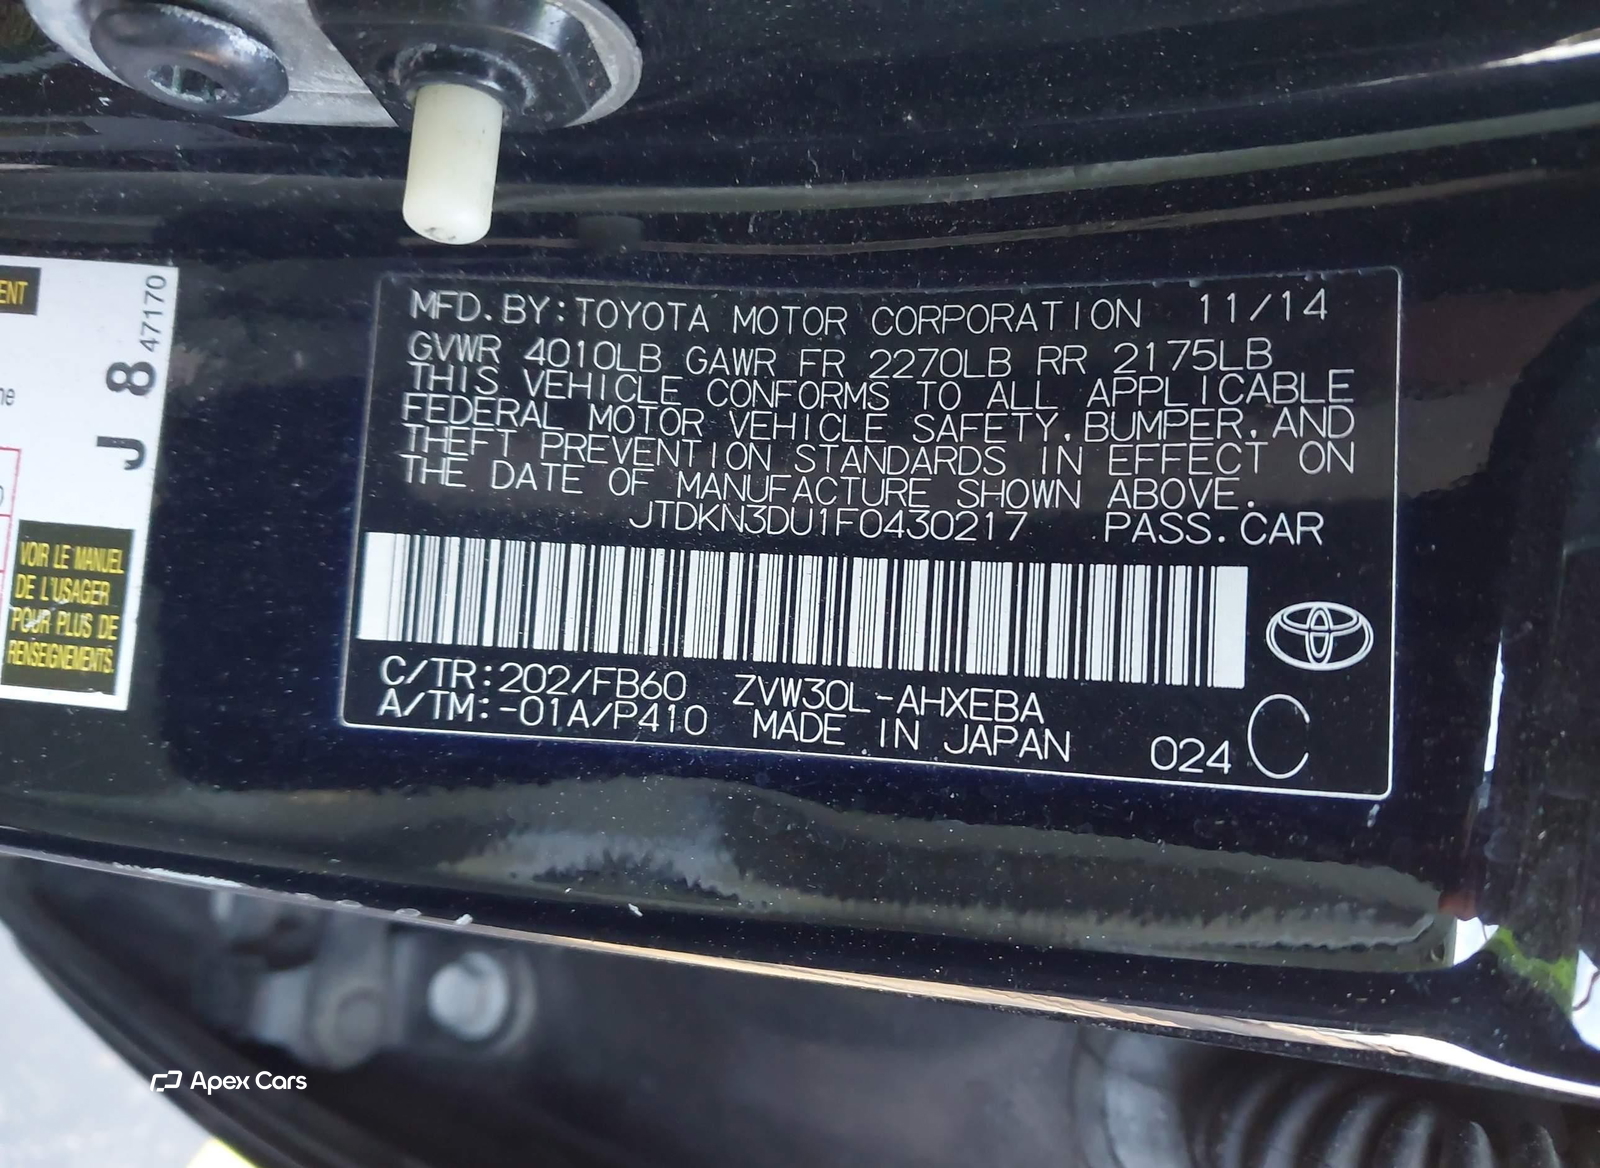 ENT
47170
J 8
ne
VOIR LE MANUEL
DE L'USAGER
POUR PLUS DE
RENSEIGNEMENTS.
MFD.BY:TOYOTA MOTOR CORPORATION 11/14
GVWR 4010LB GAWR FR 2270LB RR 2175LB
THIS VEHICLE CONFORMS TO ALL APPLICABLE
FEDERAL MOTOR VEHICLE SAFETY, BUMPER, AND
THEFT PREVENTION STANDARDS IN EFFECT ON
THE DATE OF MANUFACTURE SHOWN ABOVE.
JTDKN3DU1F0430217 PASS.CAR
C/TR:202/FB60 ZVW30L-AHXEBA
A/TM:-01A/P410 MADE IN JAPAN 024 C
Apex Cars